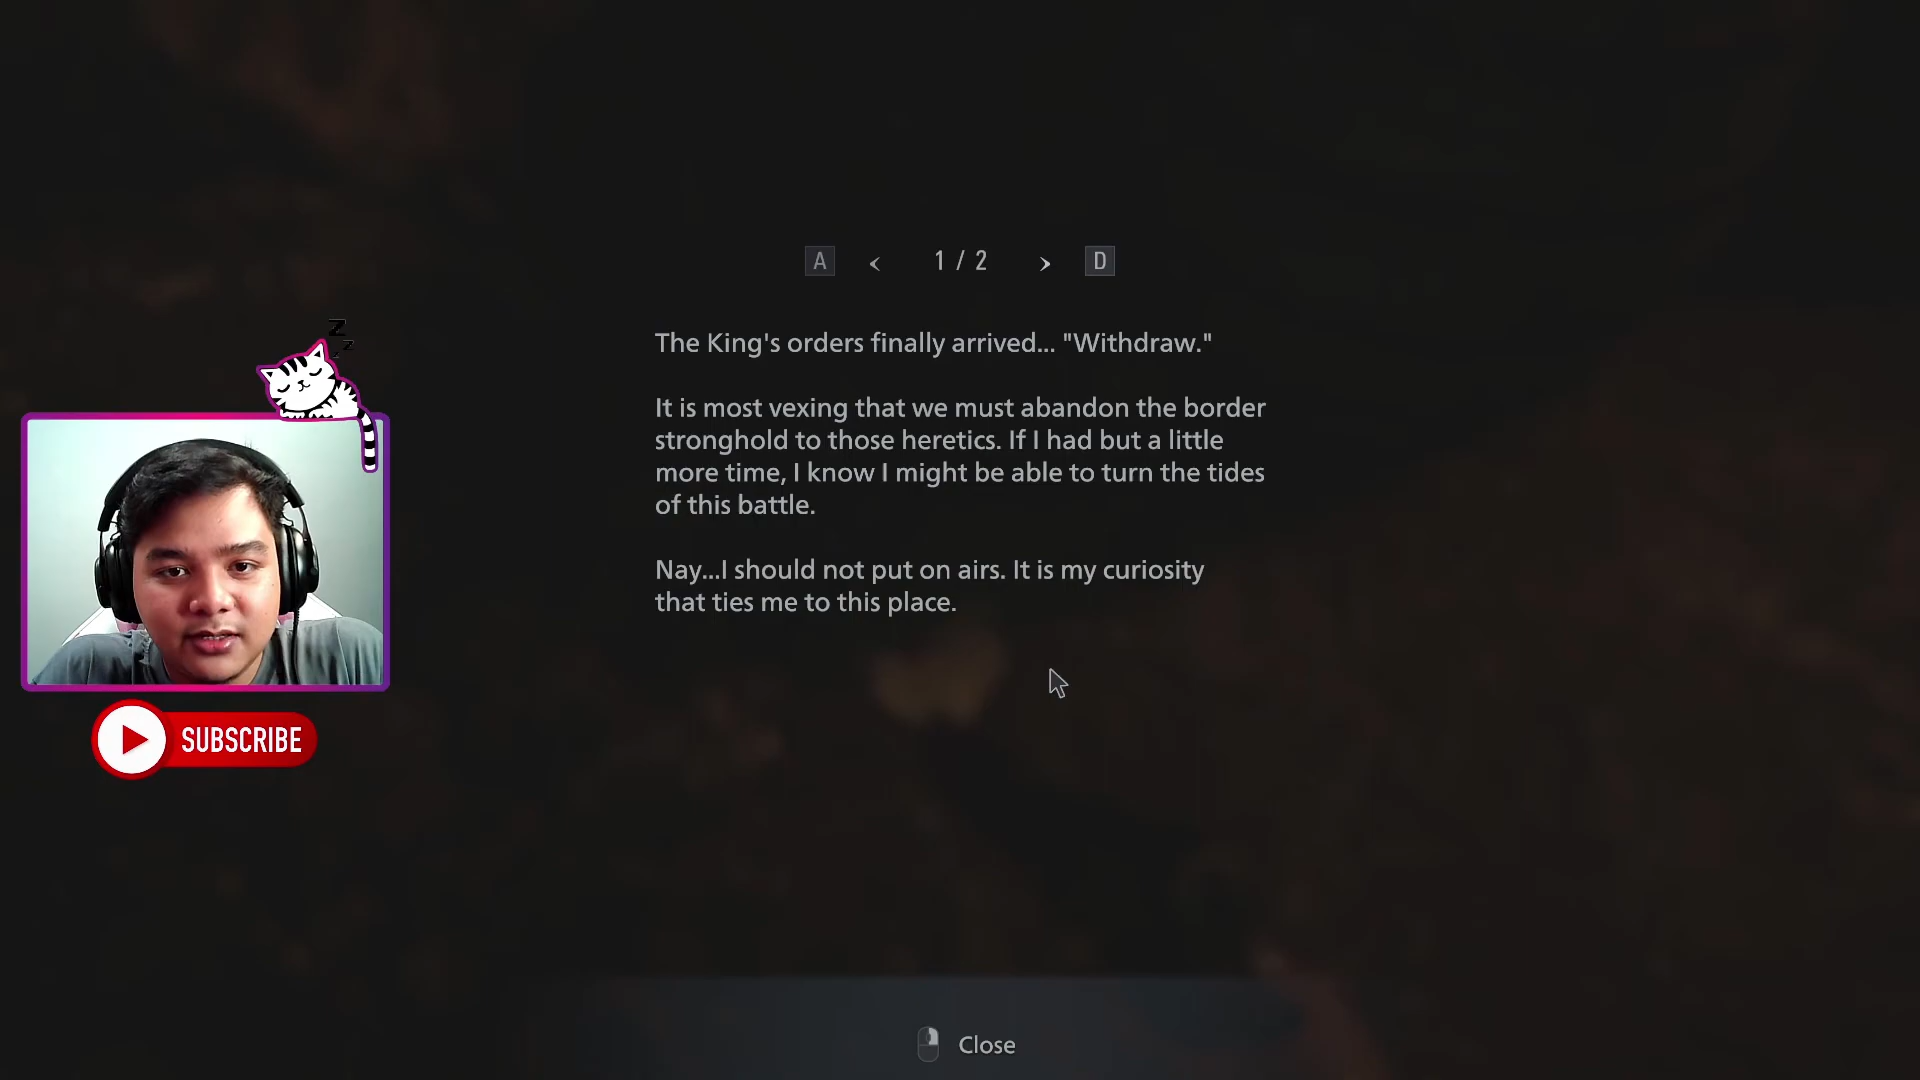 A < 1 / 2 > D
The King's orders finally arrived... "Withdraw."
It is most vexing that we must abandon the border
stronghold to those heretics. If I had but a little
more time, I know I might be able to turn the tides
of this battle.
Nay...I should not put on airs. It is my curiosity
that ties me to this place.
Z
Z
SUBSCRIBE
Close